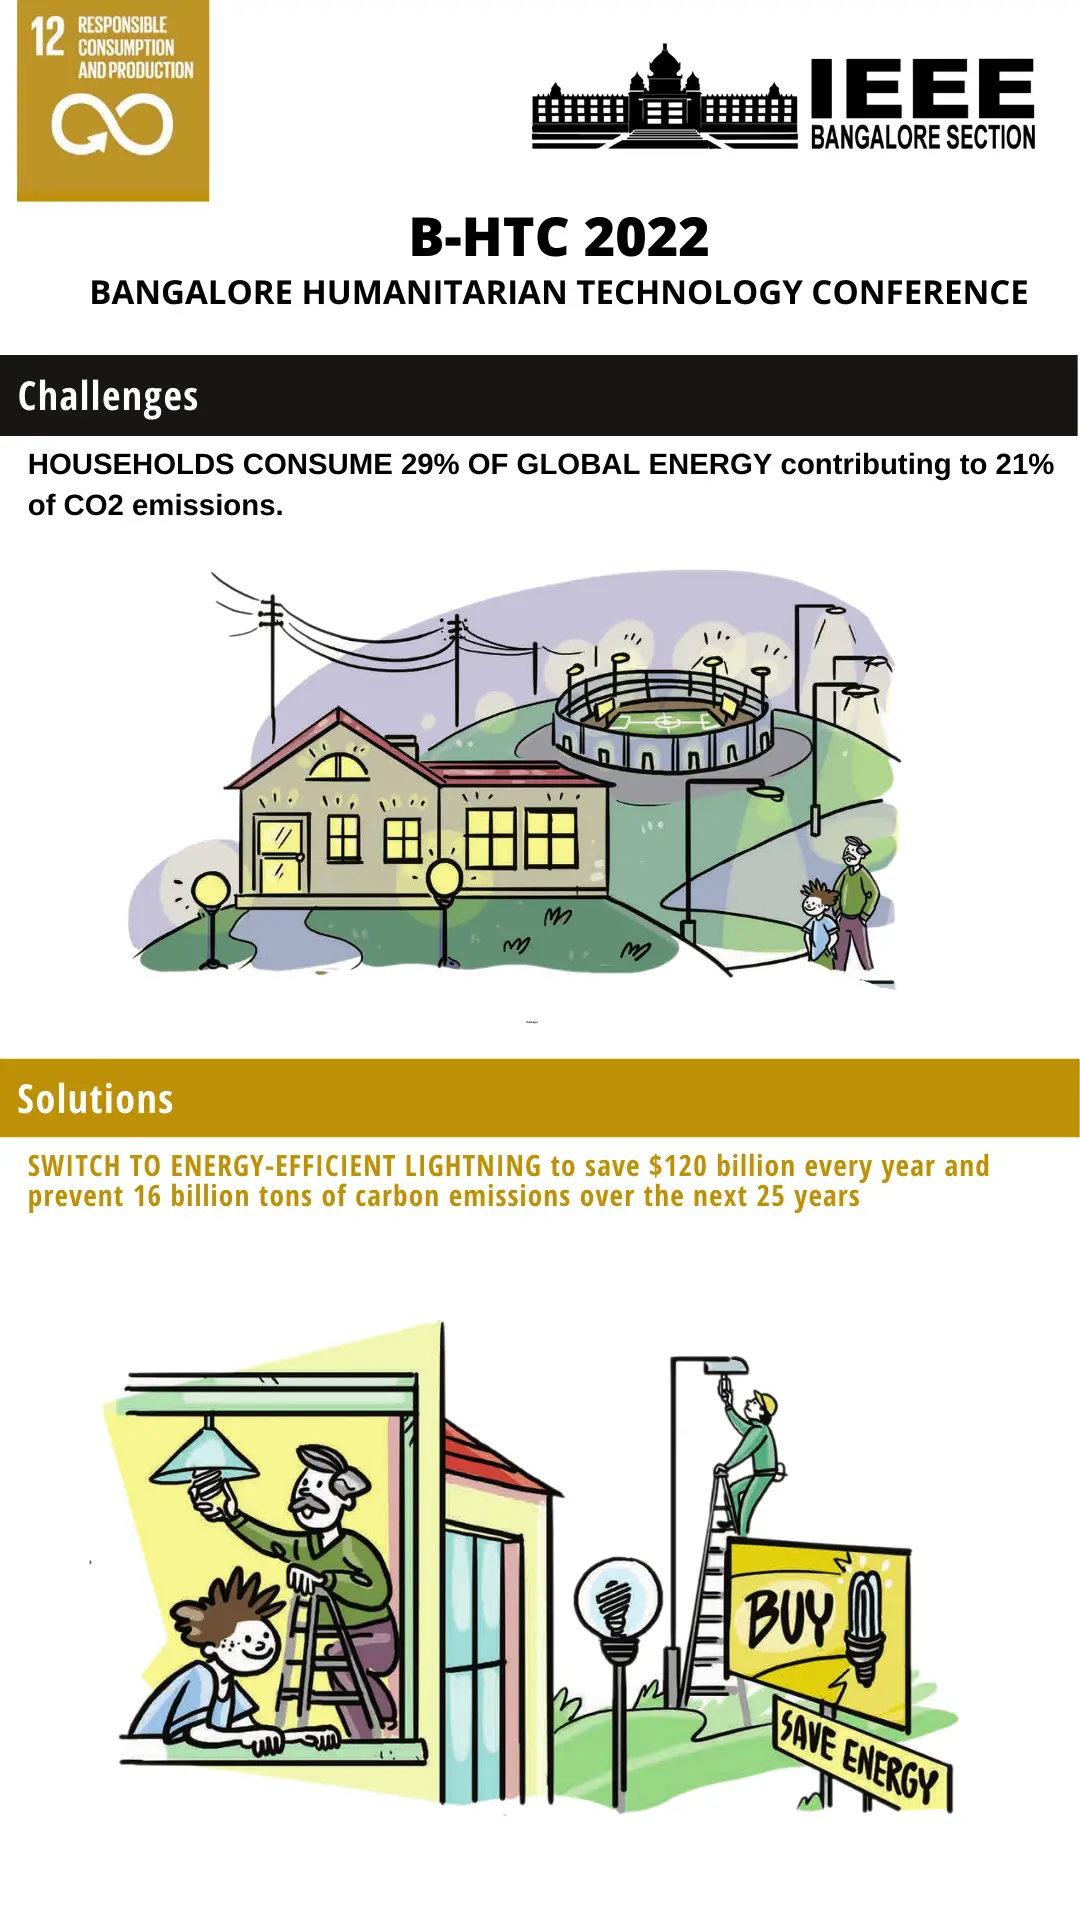 12 RESPONSIBLE
CONSUMPTION
AND PRODUCTION
IEEE
BANGALORE SECTION
B-HTC 2022
BANGALORE HUMANITARIAN TECHNOLOGY CONFERENCE
Challenges
HOUSEHOLDS CONSUME 29% OF GLOBAL ENERGY contributing to 21%
of CO2 emissions.
Solutions
SWITCH TO ENERGY-EFFICIENT LIGHTNING to save $120 billion every year and
prevent 16 billion tons of carbon emissions over the next 25 years
BUY
SAVE ENERGY